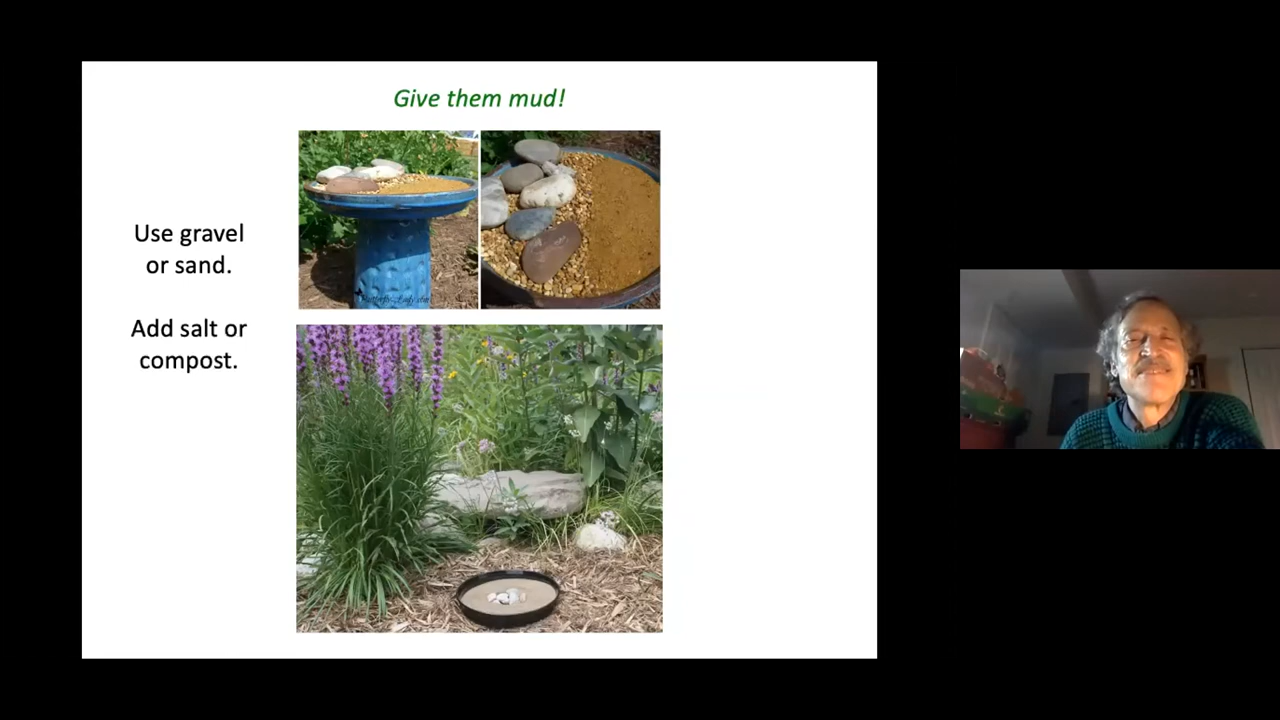 Give them mud!
Use gravel
or sand.
Add salt or
compost.